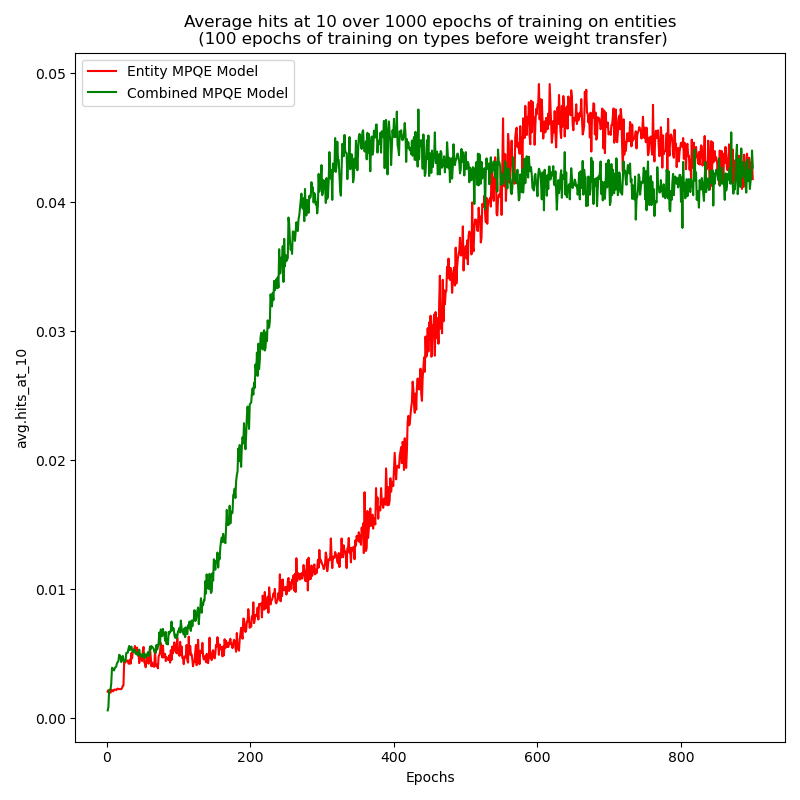 Average hits at 10 over 1000 epochs of training on entities
(100 epochs of training on types before weight transfer)
Entity MPQE Model
Combined MPQE Model
avg.hits_at_10
0.05
0.04
0.03
0.02
0.01
0.00
0 200 400 600 800
Epochs